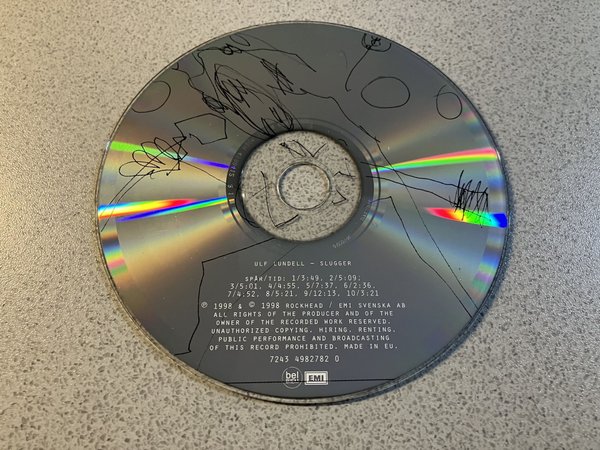 ULF LUNDELL – SLUGGER
SPÅR/TID: 1/3:49, 2/5:09,
3/5:01, 4/4:55, 5/7:37, 6/2:36,
7/4:52, 8/5:21, 9/12:13, 10/3:21
℗ 1998 & © 1998 ROCKHEAD / EMI SVENSKA AB
ALL RIGHTS OF THE PRODUCER AND OF THE
OWNER OF THE RECORDED WORK RESERVED.
UNAUTHORIZED COPYING, HIRING, RENTING,
PUBLIC PERFORMANCE AND BROADCASTING
OF THIS RECORD PROHIBITED. MADE IN EU.
7243 4982782 0
bel
EMI